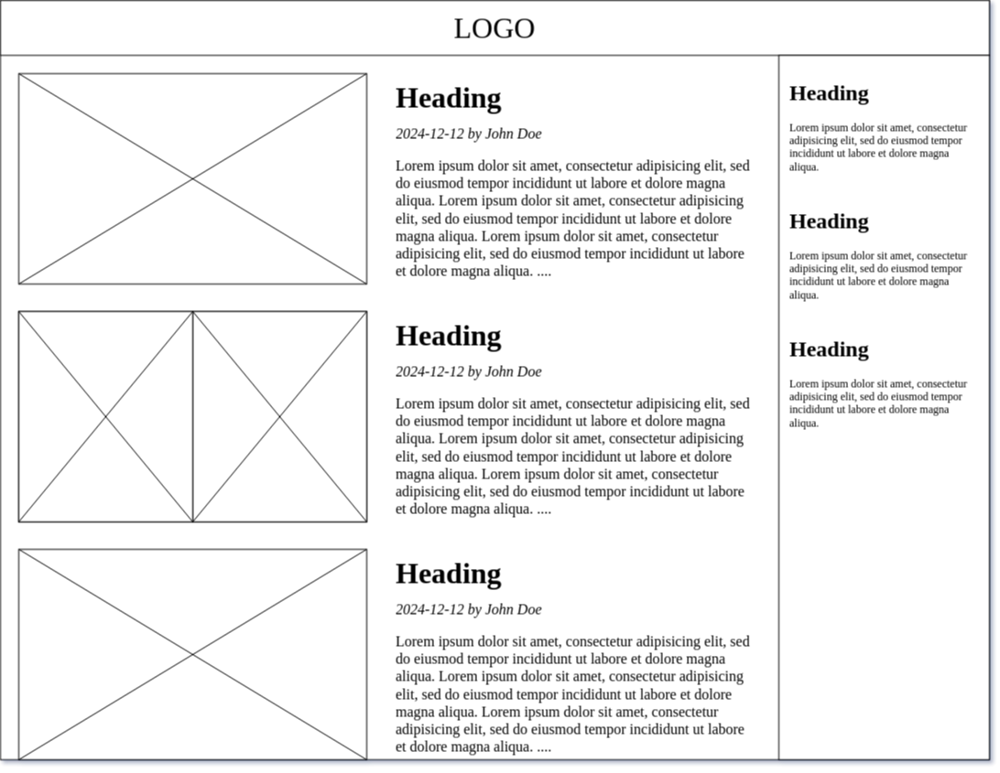 LOGO
Heading
2024-12-12 by John Doe
Lorem ipsum dolor sit amet, consectetur adipisicing elit, sed
do eiusmod tempor incididunt ut labore et dolore magna
aliqua. Lorem ipsum dolor sit amet, consectetur adipisicing
elit, sed do eiusmod tempor incididunt ut labore et dolore
magna aliqua. Lorem ipsum dolor sit amet, consectetur
adipisicing elit, sed do eiusmod tempor incididunt ut labore
et dolore magna aliqua. ....
Heading
2024-12-12 by John Doe
Lorem ipsum dolor sit amet, consectetur adipisicing elit, sed
do eiusmod tempor incididunt ut labore et dolore magna
aliqua. Lorem ipsum dolor sit amet, consectetur adipisicing
elit, sed do eiusmod tempor incididunt ut labore et dolore
magna aliqua. Lorem ipsum dolor sit amet, consectetur
adipisicing elit, sed do eiusmod tempor incididunt ut labore
et dolore magna aliqua. ....
Heading
2024-12-12 by John Doe
Lorem ipsum dolor sit amet, consectetur adipisicing elit, sed
do eiusmod tempor incididunt ut labore et dolore magna
aliqua. Lorem ipsum dolor sit amet, consectetur adipisicing
elit, sed do eiusmod tempor incididunt ut labore et dolore
magna aliqua. Lorem ipsum dolor sit amet, consectetur
adipisicing elit, sed do eiusmod tempor incididunt ut labore
et dolore magna aliqua. ....
Heading
Lorem ipsum dolor sit amet, consectetur
adipisicing elit, sed do eiusmod tempor
incididunt ut labore et dolore magna
aliqua.
Heading
Lorem ipsum dolor sit amet, consectetur
adipisicing elit, sed do eiusmod tempor
incididunt ut labore et dolore magna
aliqua.
Heading
Lorem ipsum dolor sit amet, consectetur
adipisicing elit, sed do eiusmod tempor
incididunt ut labore et dolore magna
aliqua.